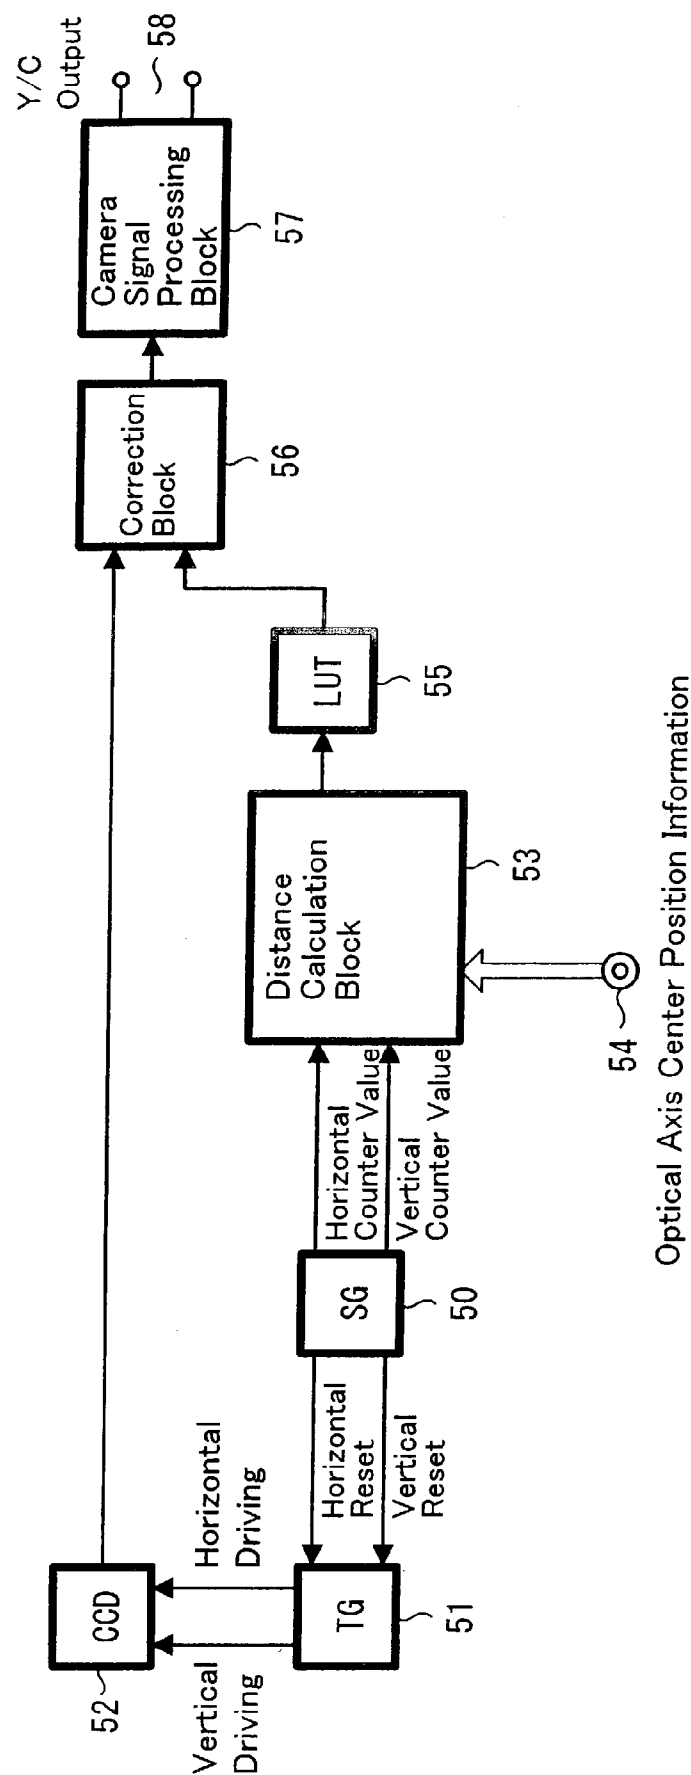 Y/C
Output
58
Camera
Signal
Processing
Block
57
Correction
Block
56
LUT
55
Distance
Calculation
Block
53
54
Optical Axis Center Position Information
Horizontal
Counter Value
Vertical
Counter Value
SG
50
Horizontal
Reset
Vertical
Reset
TG
51
Horizontal
Driving
Vertical
Driving
CCD
52